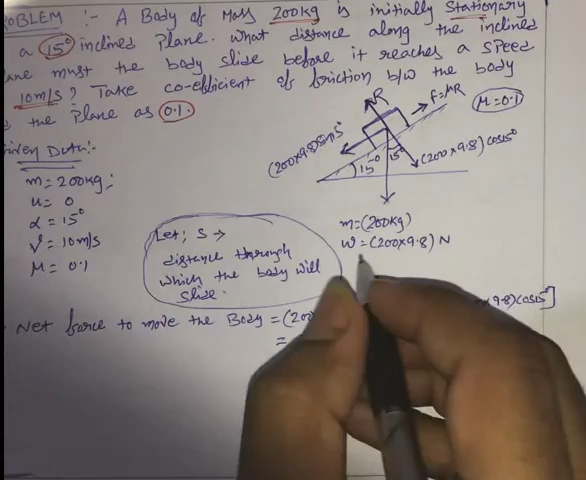 ROBLEM :- A Body of Mass 200kg is initially Stationary
a 15° inclined Plane. What distance along the inclined
ane must the body slide before it reaches a speed
10m/s? Take co-efficient of friction b/w the body
the Plane as 0.1.
R
f=μR
μ=0.1
(200×9.8)sin15°
15°
15°
(200×9.8)cos15°
iven Data:-
m=200kg
u=0
α=15°
V=10m/s
μ=0.1
Let; S →
distance through
which the body will
slide.
m=(200kg)
w=(200×9.8) N
Net force to move the Body =(200
×9.8)cos15°]
=